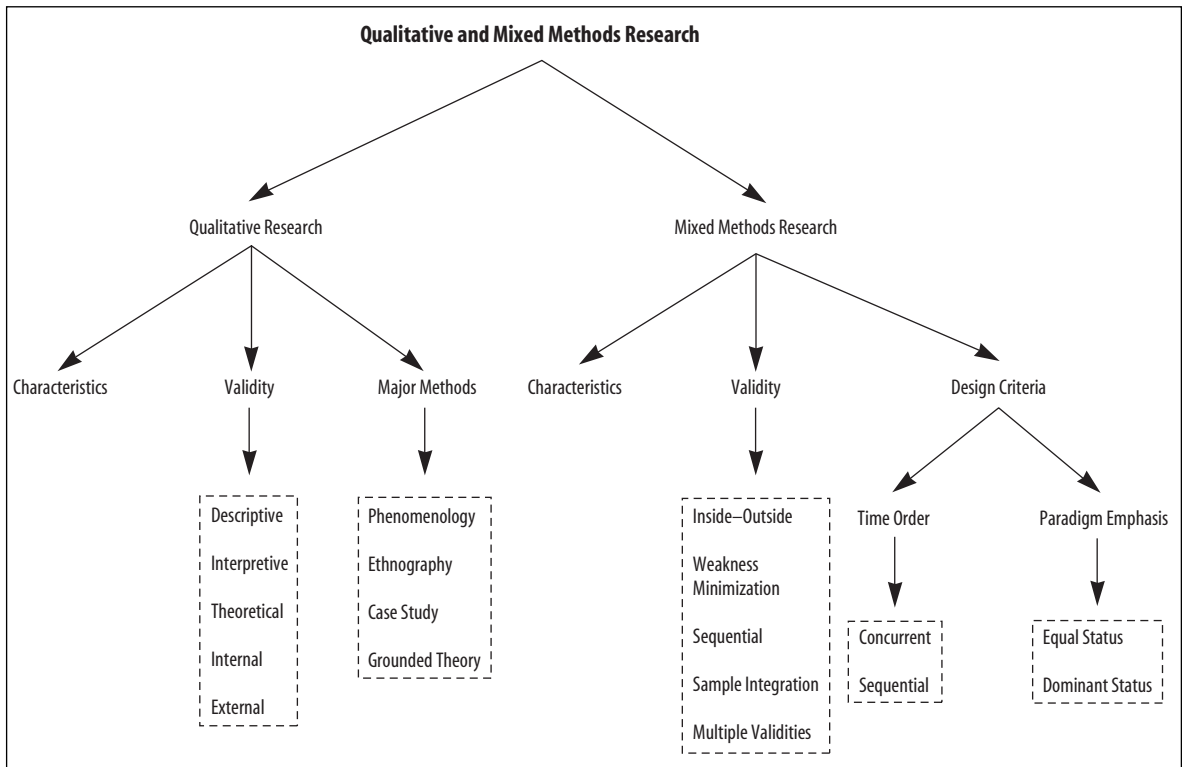 Qualitative and Mixed Methods Research
Qualitative Research
Mixed Methods Research
Characteristics
Validity
Major Methods
Characteristics
Validity
Design Criteria
Descriptive
Interpretive
Theoretical
Internal
External
Phenomenology
Ethnography
Case Study
Grounded Theory
Inside–Outside
Weakness
Minimization
Sequential
Sample Integration
Multiple Validities
Time Order
Paradigm Emphasis
Concurrent
Sequential
Equal Status
Dominant Status